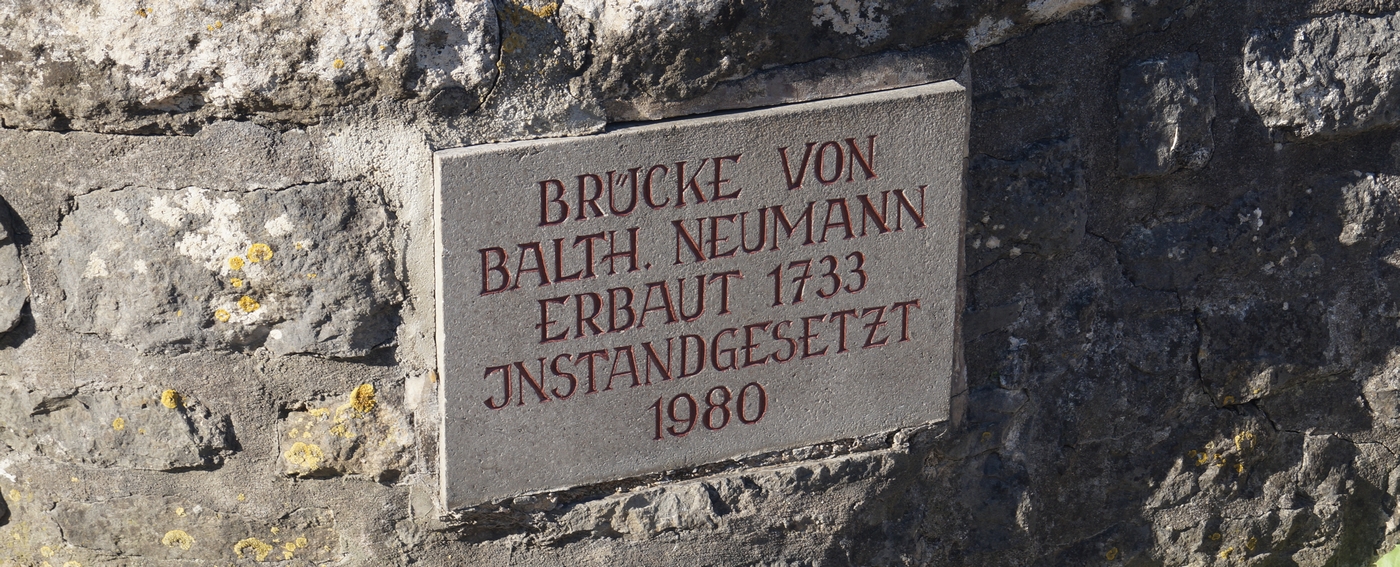 BRÜCKE VON
BALTH. NEUMANN
ERBAUT 1733
JNSTANDGESETZT
1980